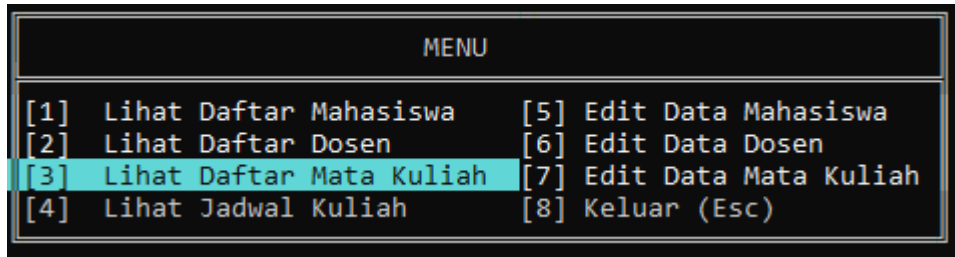 MENU
[1] Lihat Daftar Mahasiswa [5] Edit Data Mahasiswa
[2] Lihat Daftar Dosen [6] Edit Data Dosen
[3] Lihat Daftar Mata Kuliah [7] Edit Data Mata Kuliah
[4] Lihat Jadwal Kuliah [8] Keluar (Esc)